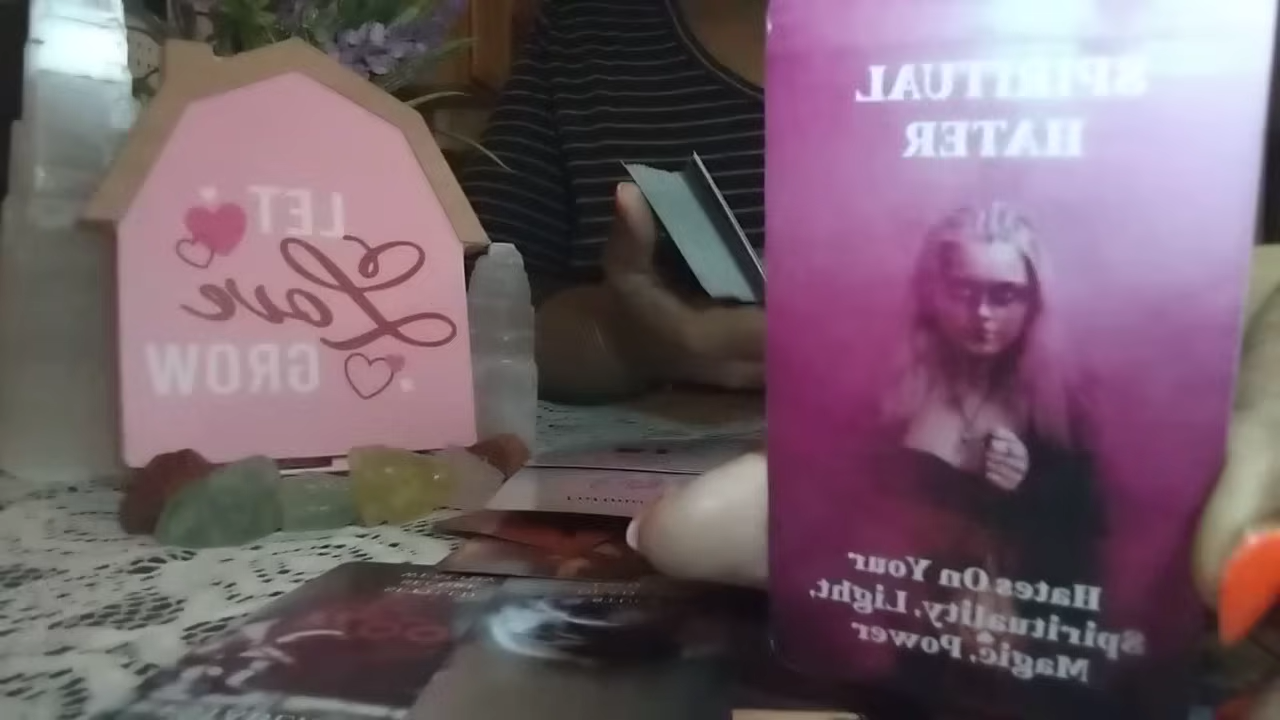 LET
Love
GROW
SPIRITUAL
HATER
Hates On Your
Spirituality, Light,
Magic, Power